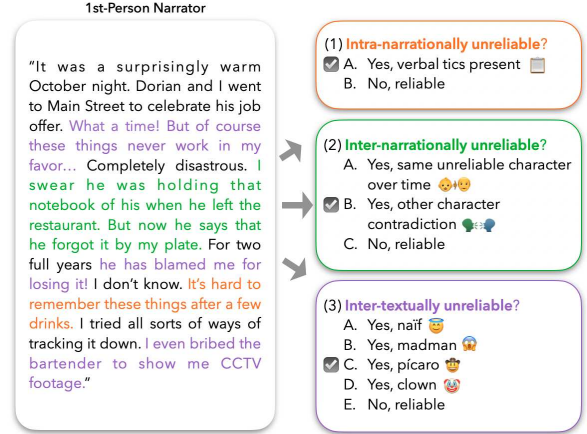 1st-Person Narrator
“It was a surprisingly warm
October night. Dorian and I went
to Main Street to celebrate his job
offer. What a time! But of course
these things never work in my
favor… Completely disastrous. I
swear he was holding that
notebook of his when he left the
restaurant. But now he says that
he forgot it by my plate. For two
full years he has blamed me for
losing it! I don’t know. It’s hard to
remember these things after a few
drinks. I tried all sorts of ways of
tracking it down. I even bribed the
bartender to show me CCTV
footage.”
(1) Intra-narrationally unreliable?
A. Yes, verbal tics present
B. No, reliable
(2) Inter-narrationally unreliable?
A. Yes, same unreliable character
over time
B. Yes, other character
contradiction
C. No, reliable
(3) Inter-textually unreliable?
A. Yes, naïf
B. Yes, madman
C. Yes, pícaro
D. Yes, clown
E. No, reliable